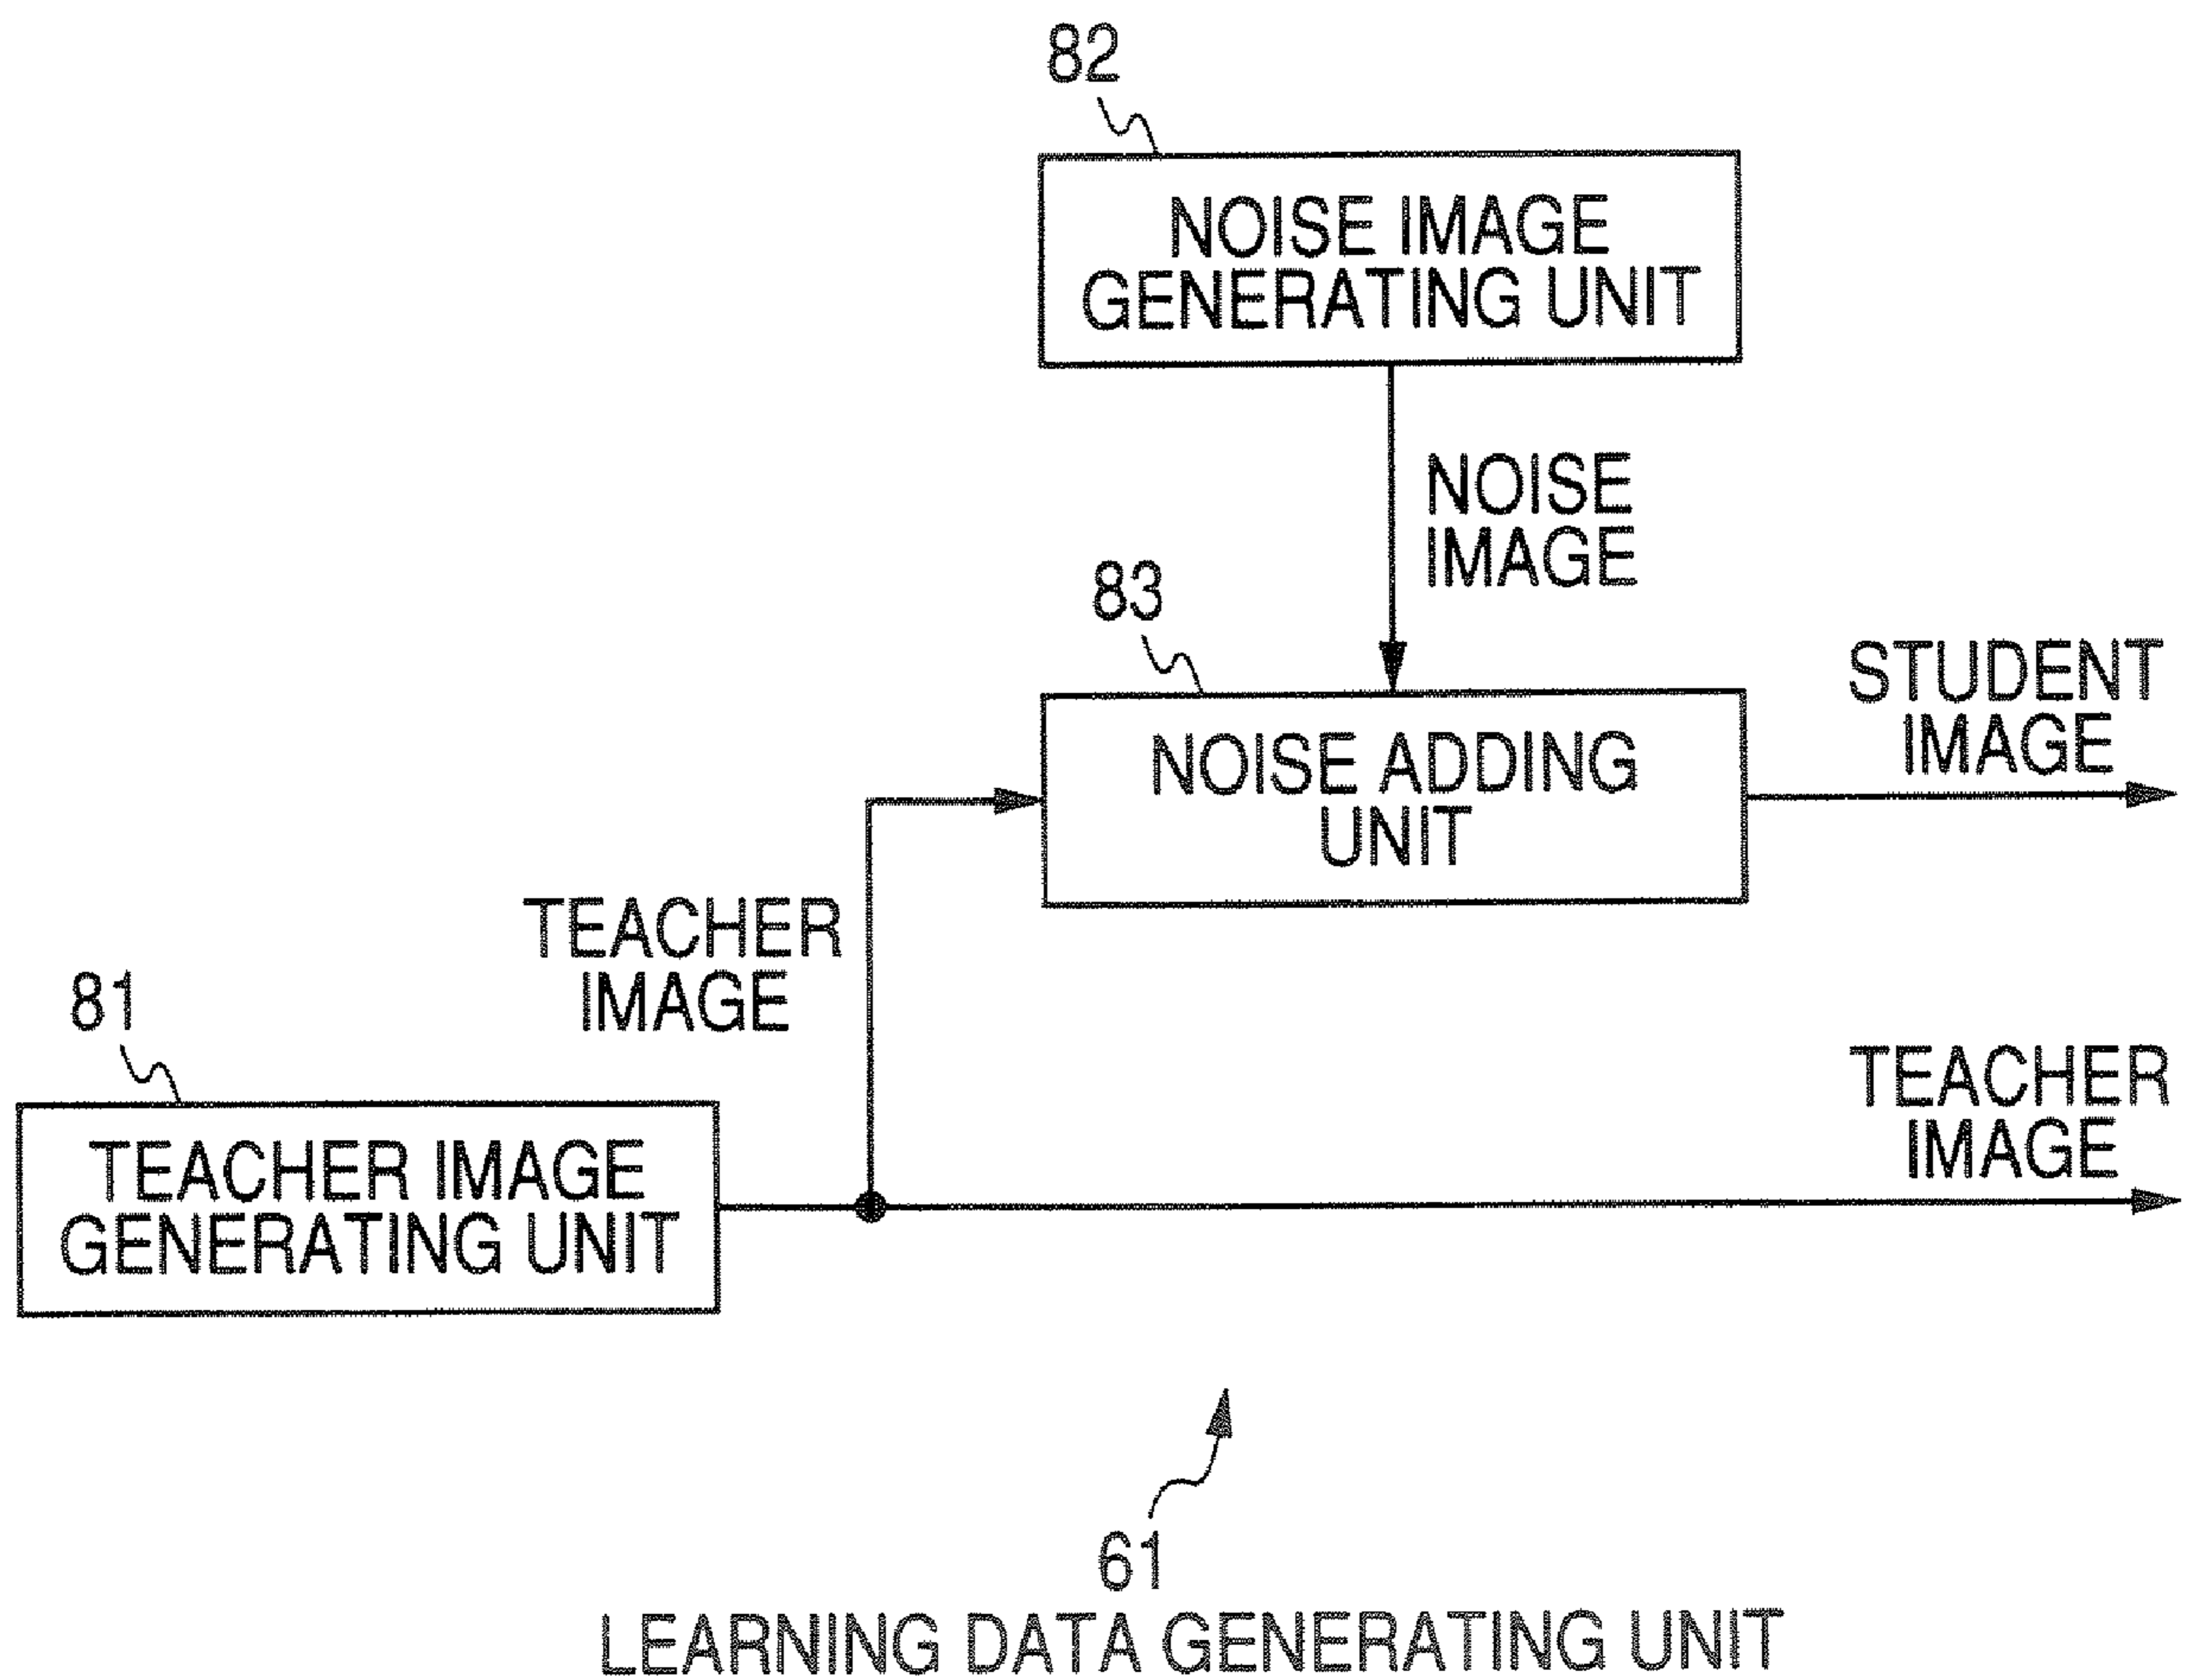 82
NOISE IMAGE
GENERATING UNIT
NOISE
IMAGE
83
NOISE ADDING
UNIT
STUDENT
IMAGE
TEACHER
IMAGE
81
TEACHER IMAGE
GENERATING UNIT
TEACHER
IMAGE
61
LEARNING DATA GENERATING UNIT